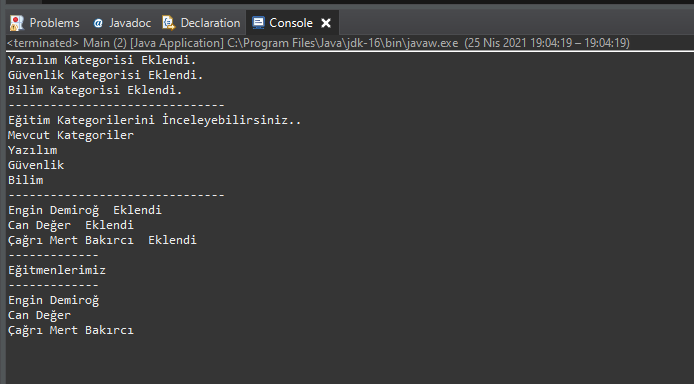 Problems @ Javadoc Declaration Console
<terminated> Main (2) [Java Application] C:\Program Files\Java\jdk-16\bin\javaw.exe (25 Nis 2021 19:04:19 – 19:04:19)
Yazılım Kategorisi Eklendi.
Güvenlik Kategorisi Eklendi.
Bilim Kategorisi Eklendi.
-------------------------------
Eğitim Kategorilerini İnceleyebilirsiniz..
Mevcut Kategoriler
Yazılım
Güvenlik
Bilim
-------------------------------
Engin Demiroğ  Eklendi
Can Değer  Eklendi
Çağrı Mert Bakırcı  Eklendi
-------------
Eğitmenlerimiz
-------------
Engin Demiroğ
Can Değer
Çağrı Mert Bakırcı